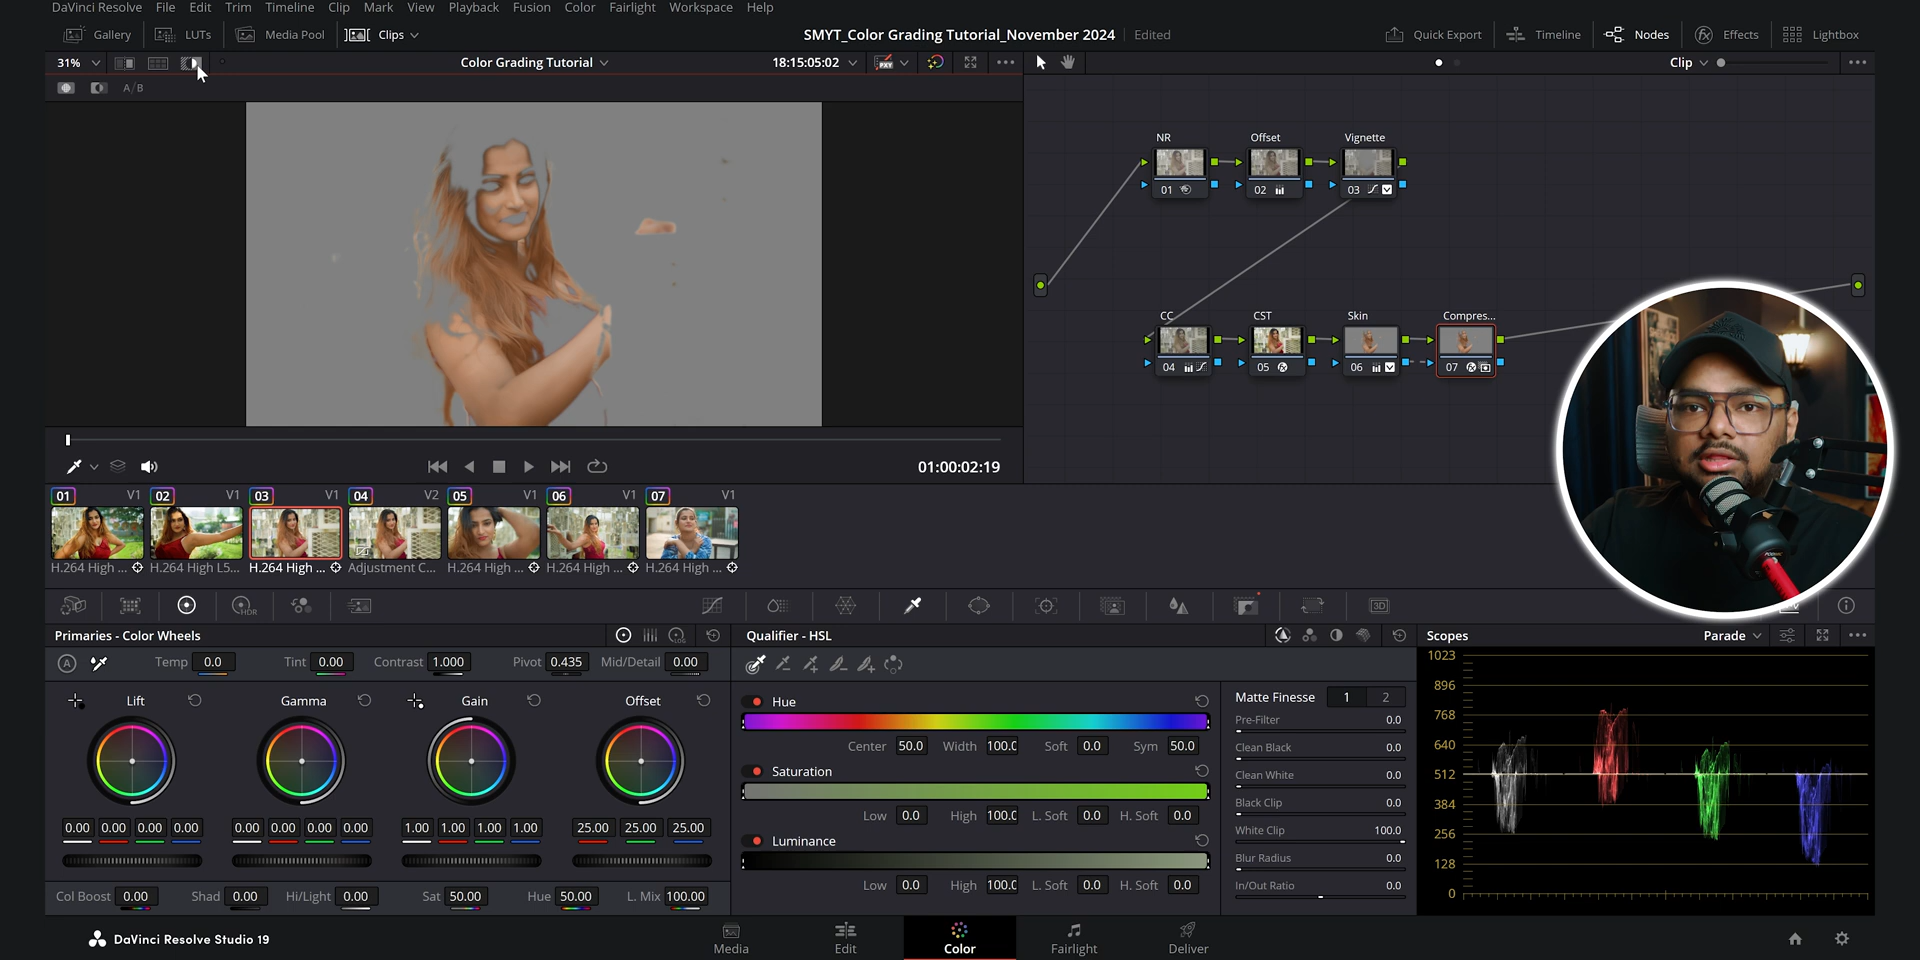 DaVinci Resolve File Edit Trim Timeline Clip Mark View Playback Fusion Color Fairlight Workspace Help
Gallery LUTs Media Pool Clips SMYT_Color Grading Tutorial_November 2024 Edited Quick Export Timeline Nodes Effects Lightbox
31% Color Grading Tutorial 18:15:05:02 Clip
A/B
NR Offset Vignette
01 02 03
CC CST Skin Compres...
04 05 06 07
01:00:02:19
01 V1 02 V1 03 V1 04 V2 05 V1 06 V1 07 V1
H.264 High ... H.264 High L5... H.264 High ... Adjustment C... H.264 High ... H.264 High ... H.264 High ...
HDR 3D
Primaries - Color Wheels LOG Qualifier - HSL Scopes Parade
A Temp 0.0 Tint 0.00 Contrast 1.000 Pivot 0.435 Mid/Detail 0.00
Lift Gamma Gain Offset
0.00 0.00 0.00 0.00 0.00 0.00 0.00 0.00 1.00 1.00 1.00 1.00 25.00 25.00 25.00
Col Boost 0.00 Shad 0.00 Hi/Light 0.00 Sat 50.00 Hue 50.00 L. Mix 100.00
Hue
Center 50.0 Width 100.0 Soft 0.0 Sym 50.0
Saturation
Low 0.0 High 100.0 L. Soft 0.0 H. Soft 0.0
Luminance
Low 0.0 High 100.0 L. Soft 0.0 H. Soft 0.0
Matte Finesse 1 2
Pre-Filter 0.0
Clean Black 0.0
Clean White 0.0
Black Clip 0.0
White Clip 100.0
Blur Radius 0.0
In/Out Ratio 0.0
1023
896
768
640
512
384
256
128
0
DaVinci Resolve Studio 19 Media Edit Color Fairlight Deliver